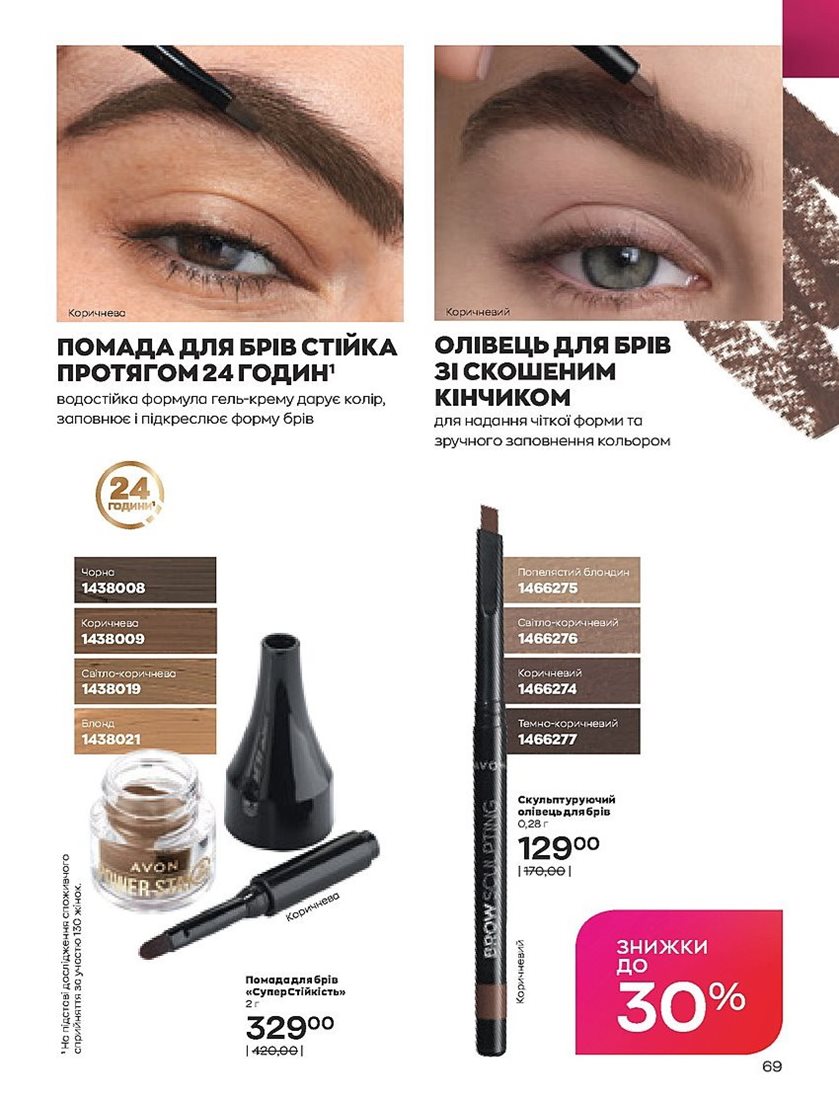 Коричнева
ПОМАДА ДЛЯ БРІВ СТІЙКА
ПРОТЯГОМ 24 ГОДИН¹
водостійка формула гель-крему дарує колір,
заповнює і підкреслює форму брів
24
ГОДИНИ¹
Чорна
1438008
Коричнева
1438009
Світло-коричнева
1438019
Блонд
1438021
AVON
POWER STAY
Коричнева
Помада для брів
«СуперСтійкість»
2 г
329⁰⁰
| 420,00 |
¹ На підставі дослідження споживчого
сприйняття за участю 130 жінок.
Коричневий
ОЛІВЕЦЬ ДЛЯ БРІВ
ЗІ СКОШЕНИМ
КІНЧИКОМ
для надання чіткої форми та
зручного заповнення кольором
Попелястий блондин
1466275
Світло-коричневий
1466276
Коричневий
1466274
Темно-коричневий
1466277
AVON
BROW SCULPTING
Коричневий
Скульптуруючий
олівець для брів
0,28 г
129⁰⁰
| 170,00 |
ЗНИЖКИ
ДО
30%
69